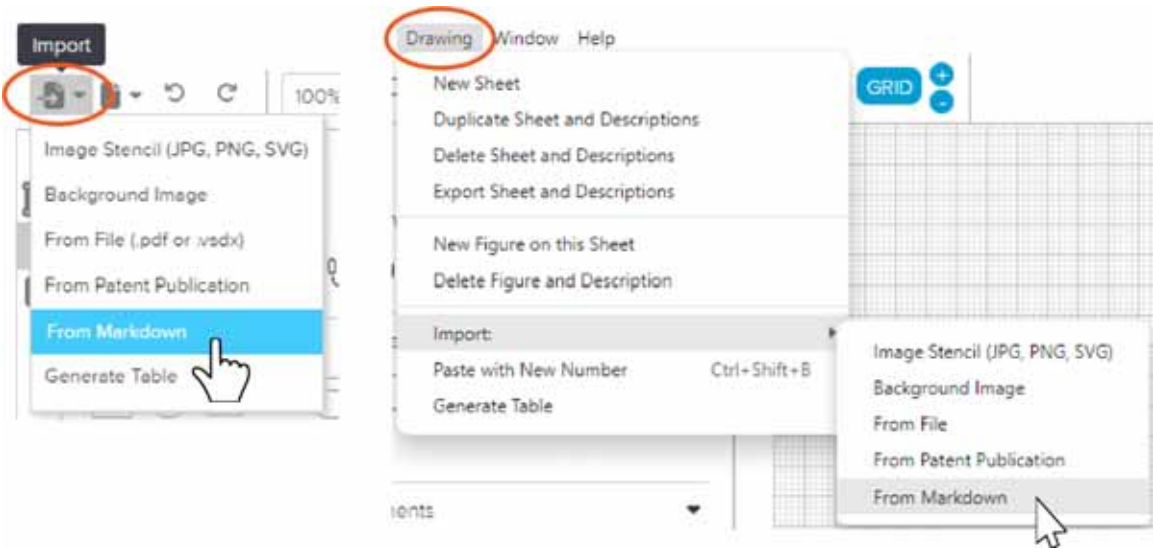 Import
100%
Image Stencil (JPG, PNG, SVG)
Background Image
From File (.pdf or .vsdx)
From Patent Publication
From Markdown
Generate Table
Drawing Window Help
New Sheet
Duplicate Sheet and Descriptions
Delete Sheet and Descriptions
Export Sheet and Descriptions
New Figure on this Sheet
Delete Figure and Description
Import:
Paste with New Number Ctrl+Shift+B
Generate Table
GRID
+
-
Image Stencil (JPG, PNG, SVG)
Background Image
From File
From Patent Publication
From Markdown